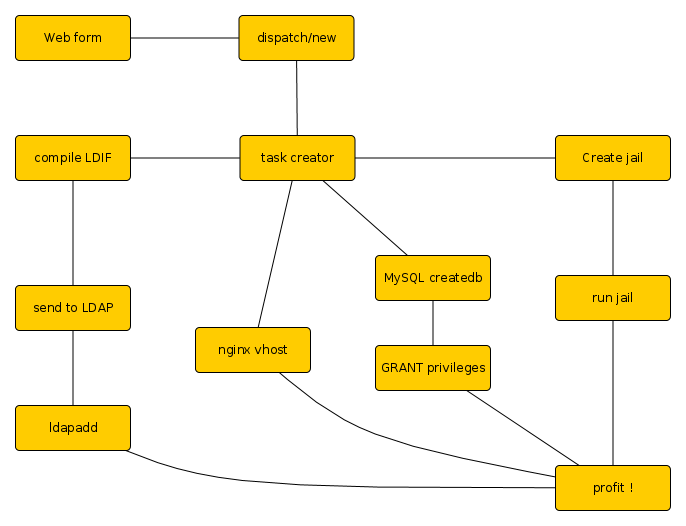 Web form
dispatch/new
compile LDIF
task creator
Create jail
MySQL createdb
send to LDAP
run jail
nginx vhost
GRANT privileges
ldapadd
profit !